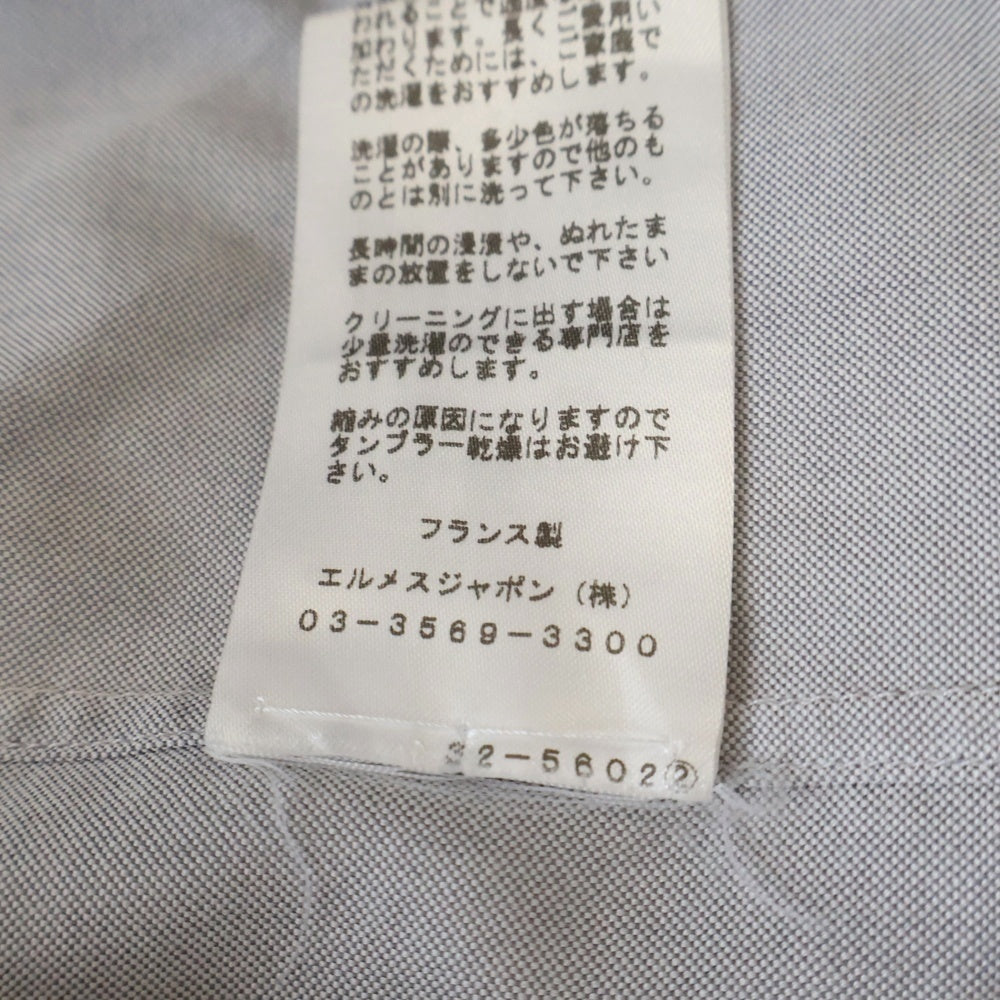 われることで
加わります。長くご愛用い
ただくためには、ご家庭で
の洗濯をおすすめします。
洗濯の際、多少色が落ちる
ことがありますので他のも
のとは別に洗って下さい。
長時間の浸漬や、ぬれたま
まの放置をしないで下さい
クリーニングに出す場合は
少量洗濯のできる専門店を
おすすめします。
縮みの原因になりますので
タンブラー乾燥はお避け下
さい。
フランス製
エルメスジャポン（株）
03-3569-3300
32-5602②